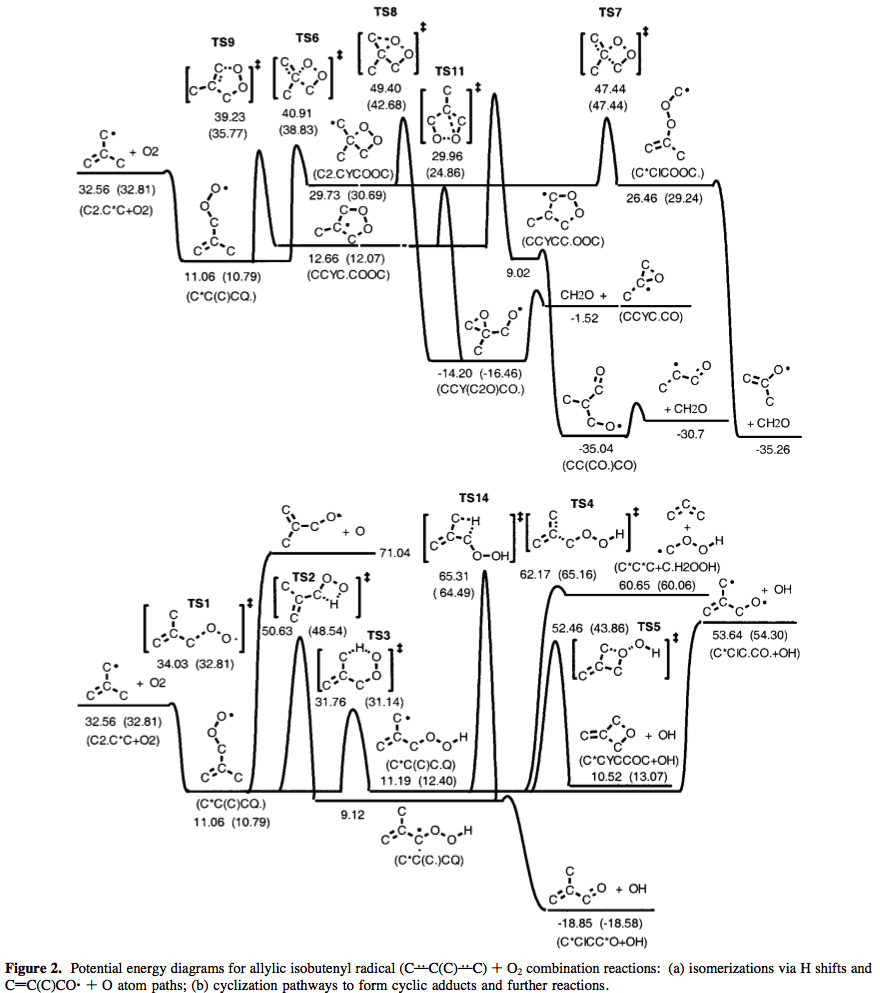 TS8
TS7
TS9
TS6
49.40
(42.68)
TS11
47.44
(47.44)
39.23
(35.77)
40.91
(38.83)
29.96
(24.86)
+ O2
32.56 (32.81)
(C2.C*C+O2)
(C2.CYCOOC)
29.73 (30.69)
(C*CICOOC.)
26.46 (29.24)
11.06 (10.79)
(C*C(C)CQ.)
12.66 (12.07)
(CCYC.COOC)
(CCYCC.OOC)
9.02
CH2O +
-1.52
(CCYC.CO)
-14.20 (-16.46)
(CCY(C2O)CO.)
+ CH2O
-30.7
+ CH2O
-35.26
-35.04
(CC(CO.)CO)
+ O
71.04
TS14
65.31
( 64.49)
TS4
62.17 (65.16)
+
(C*C*C+C.H2OOH)
60.65 (60.06)
TS2
50.63 (48.54)
TS1
34.03 (32.81)
TS3
31.76 (31.14)
52.46 (43.86)
TS5
+ OH
53.64 (54.30)
(C*CIC.CO.+OH)
+ O2
32.56 (32.81)
(C2.C*C+O2)
(C*C(C)CQ.)
11.06 (10.79)
(C*C(C)C.Q)
11.19 (12.40)
+ OH
(C*CYCCOC+OH)
10.52 (13.07)
9.12
(C*C(C.)CQ)
+ OH
-18.85 (-18.58)
(C*CICC*O+OH)
Figure 2. Potential energy diagrams for allylic isobutenyl radical (C┅C(C)┅C) + O₂ combination reactions: (a) isomerizations via H shifts and
C═C(C)CO• + O atom paths; (b) cyclization pathways to form cyclic adducts and further reactions.